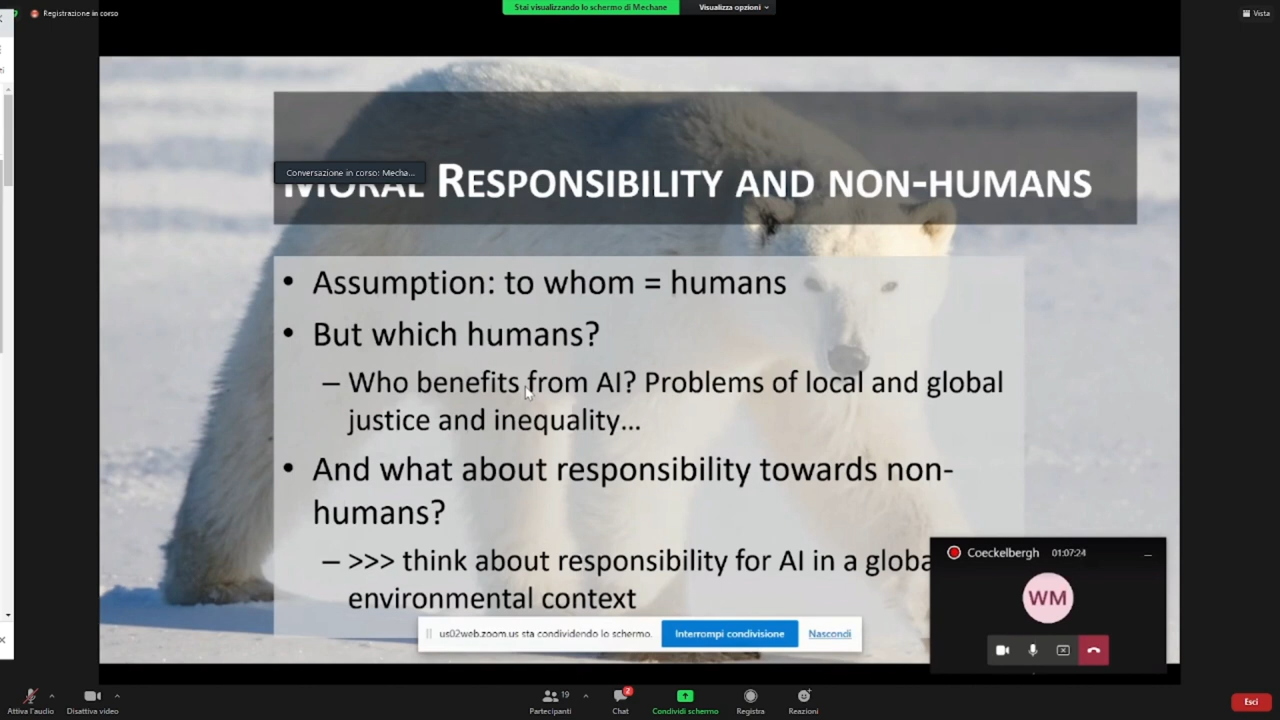 Registrazione in corso
Stai visualizzando lo schermo di Mechane
Visualizza opzioni
Vista
Conversazione in corso: Mecha...
MORAL RESPONSIBILITY AND NON-HUMANS
• Assumption: to whom = humans
• But which humans?
– Who benefits from AI? Problems of local and global
justice and inequality...
• And what about responsibility towards non-
humans?
– >>> think about responsibility for AI in a globa
environmental context
Coeckelbergh 01:07:24
WM
us02web.zoom.us sta condividendo lo schermo.
Interrompi condivisione
Nascondi
Attiva l'audio
Disattiva video
19
Partecipanti
2
Chat
Condividi schermo
Registra
Reazioni
Esci